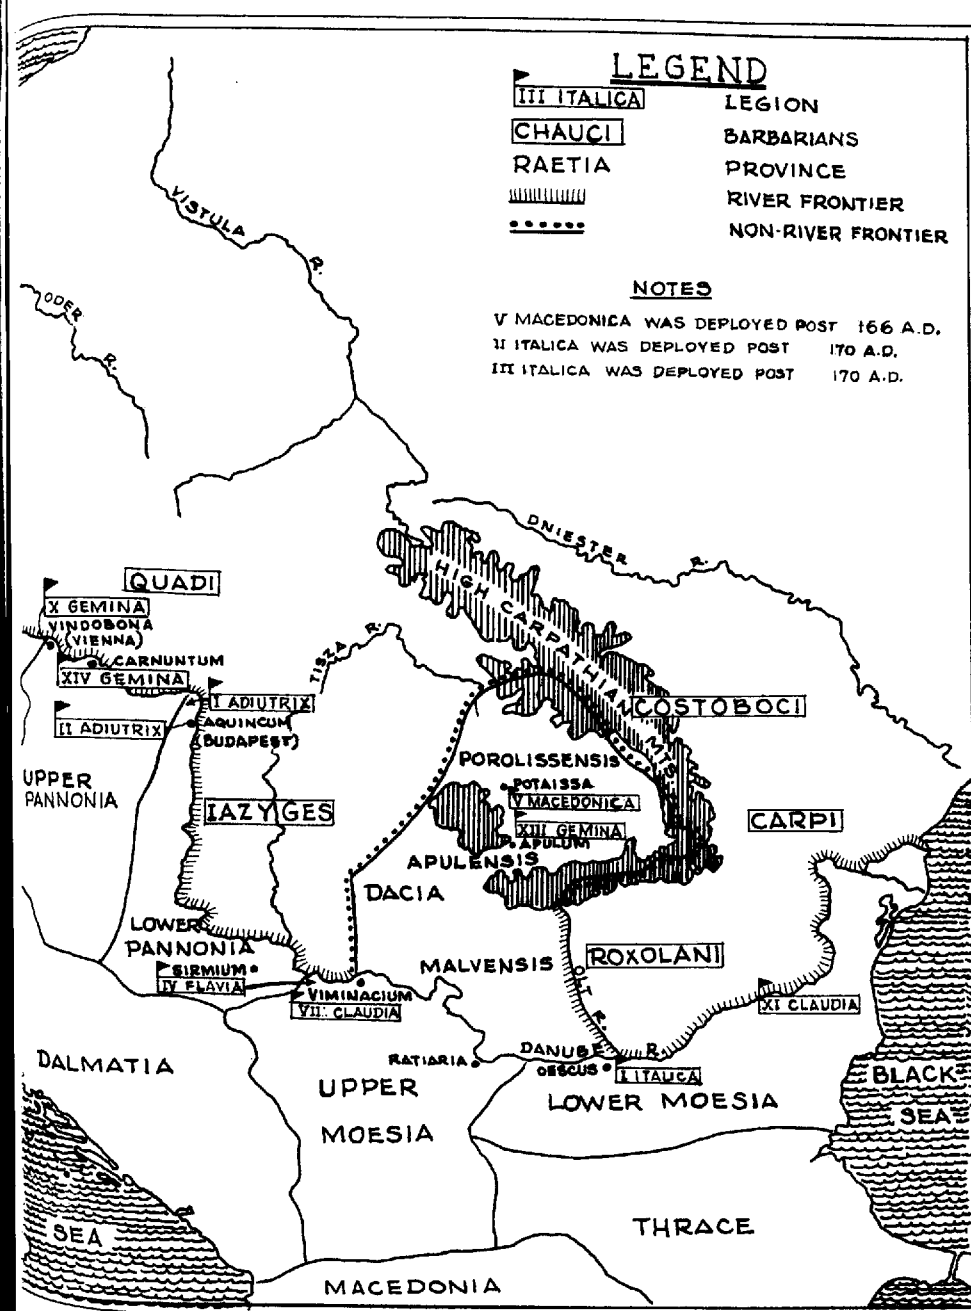 LEGEND
III ITALICA LEGION
CHAUCI BARBARIANS
RAETIA PROVINCE
RIVER FRONTIER
NON-RIVER FRONTIER
NOTES
V MACEDONICA WAS DEPLOYED POST 166 A.D.
II ITALICA WAS DEPLOYED POST 170 A.D.
III ITALICA WAS DEPLOYED POST 170 A.D.
VISTULA R.
ODER R.
DNIESTER R.
HIGH CARPATHIAN MTS
QUADI
X GEMINA
VINDOBONA
(VIENNA)
CARNUNTUM
XIV GEMINA
TISZA R.
I ADIUTRIX
II ADIUTRIX
AQUINCUM
(BUDAPEST)
COSTOBOCI
UPPER
PANNONIA
IAZYGES
POROLISSENSIS
POTAISSA
V MACEDONICA
XIII GEMINA
APULUM
CARPI
APULENSIS
DACIA
LOWER
PANNONIA
SIRMIUM
IV FLAVIA
MALVENSIS
ROXOLANI
OLT R.
VIMINACIUM
VII CLAUDIA
XI CLAUDIA
RATIARIA
DANUBE R.
OESCUS
I ITALICA
DALMATIA
UPPER
MOESIA
LOWER MOESIA
BLACK
SEA
SEA
THRACE
MACEDONIA